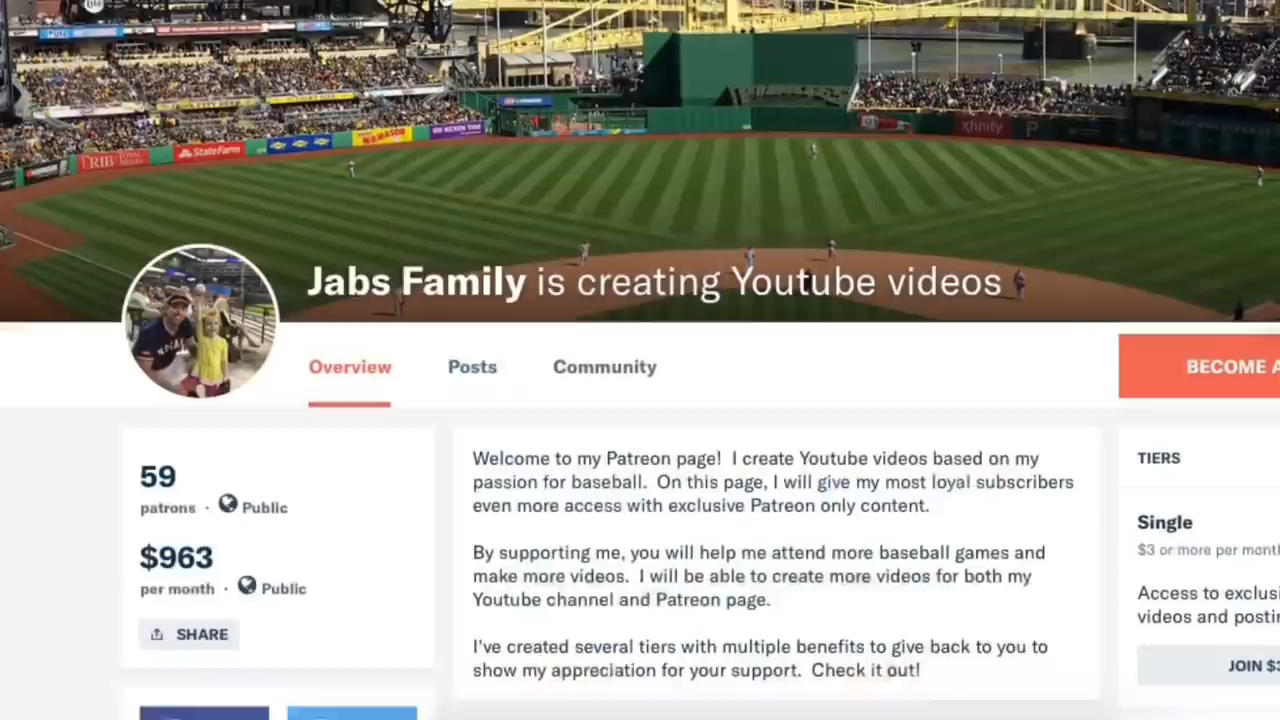 Lite
TRIB TOTAL MEDIA
State Farm
xfinity
P
Jabs Family is creating Youtube videos
Overview
Posts
Community
BECOME A
59
patrons · Public
$963
per month · Public
SHARE
Welcome to my Patreon page! I create Youtube videos based on my
passion for baseball. On this page, I will give my most loyal subscribers
even more access with exclusive Patreon only content.
By supporting me, you will help me attend more baseball games and
make more videos. I will be able to create more videos for both my
Youtube channel and Patreon page.
I've created several tiers with multiple benefits to give back to you to
show my appreciation for your support. Check it out!
TIERS
Single
$3 or more per month
Access to exclusi
videos and postin
JOIN $3